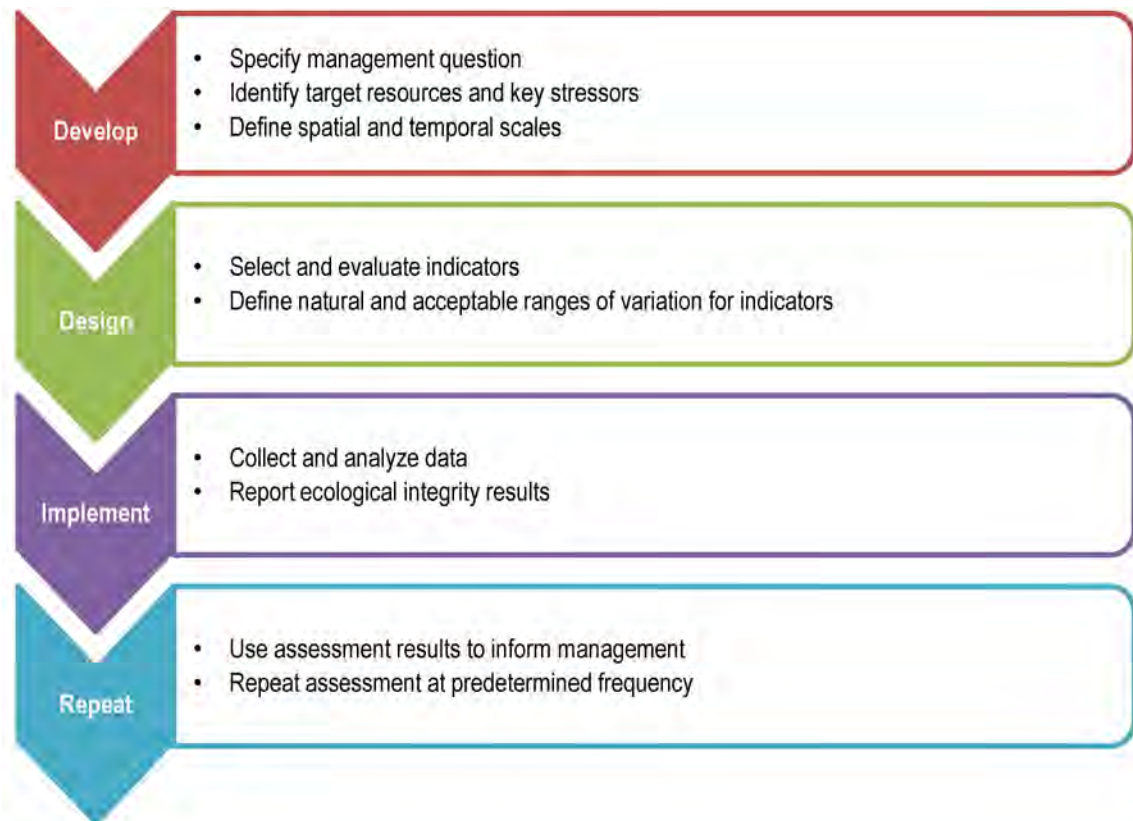 Develop
• Specify management question
• Identify target resources and key stressors
• Define spatial and temporal scales
Design
• Select and evaluate indicators
• Define natural and acceptable ranges of variation for indicators
Implement
• Collect and analyze data
• Report ecological integrity results
Repeat
• Use assessment results to inform management
• Repeat assessment at predetermined frequency